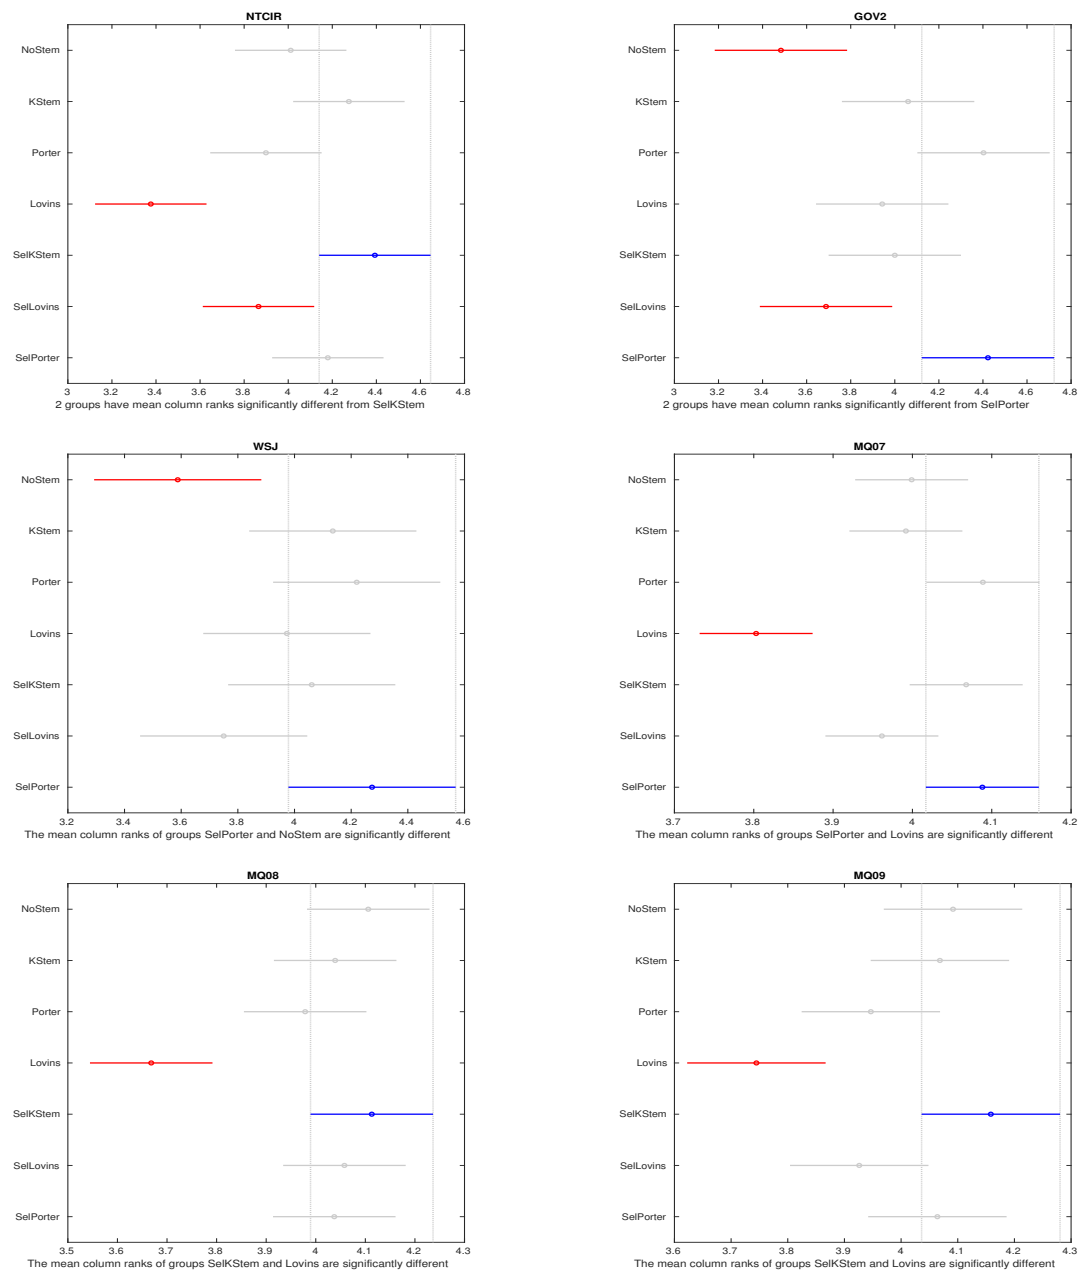 NTCIR
NoStem
KStem
Porter
Lovins
SelKStem
SelLovins
SelPorter
3 3.2 3.4 3.6 3.8 4 4.2 4.4 4.6 4.8
2 groups have mean column ranks significantly different from SelKStem
GOV2
NoStem
KStem
Porter
Lovins
SelKStem
SelLovins
SelPorter
3 3.2 3.4 3.6 3.8 4 4.2 4.4 4.6 4.8
2 groups have mean column ranks significantly different from SelPorter
WSJ
NoStem
KStem
Porter
Lovins
SelKStem
SelLovins
SelPorter
3.2 3.4 3.6 3.8 4 4.2 4.4 4.6
The mean column ranks of groups SelPorter and NoStem are significantly different
MQ07
NoStem
KStem
Porter
Lovins
SelKStem
SelLovins
SelPorter
3.7 3.8 3.9 4 4.1 4.2
The mean column ranks of groups SelPorter and Lovins are significantly different
MQ08
NoStem
KStem
Porter
Lovins
SelKStem
SelLovins
SelPorter
3.5 3.6 3.7 3.8 3.9 4 4.1 4.2 4.3
The mean column ranks of groups SelKStem and Lovins are significantly different
MQ09
NoStem
KStem
Porter
Lovins
SelKStem
SelLovins
SelPorter
3.6 3.7 3.8 3.9 4 4.1 4.2 4.3
The mean column ranks of groups SelKStem and Lovins are significantly different